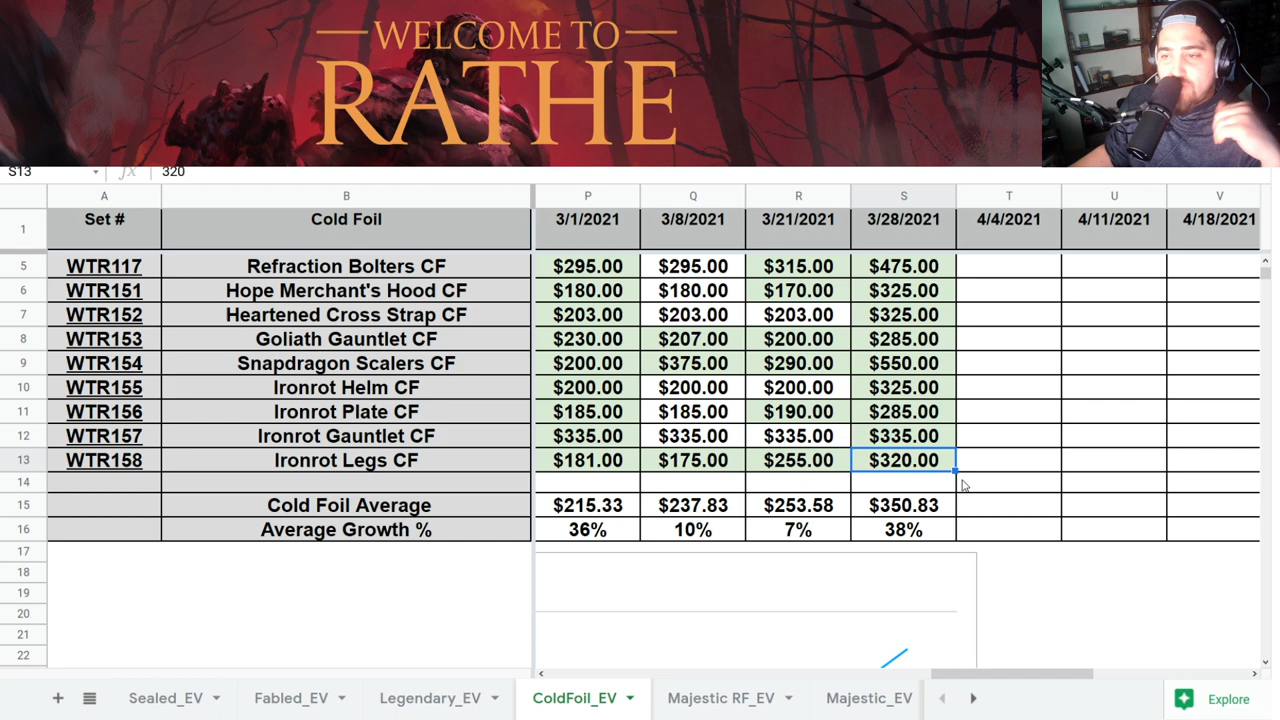 WELCOME TO
RATHE
S13 fx 320
A B P Q R S T U V
1 Set # Cold Foil 3/1/2021 3/8/2021 3/21/2021 3/28/2021 4/4/2021 4/11/2021 4/18/2021
5 WTR117 Refraction Bolters CF $295.00 $295.00 $315.00 $475.00
6 WTR151 Hope Merchant's Hood CF $180.00 $180.00 $170.00 $325.00
7 WTR152 Heartened Cross Strap CF $203.00 $203.00 $203.00 $325.00
8 WTR153 Goliath Gauntlet CF $230.00 $207.00 $200.00 $285.00
9 WTR154 Snapdragon Scalers CF $200.00 $375.00 $290.00 $550.00
10 WTR155 Ironrot Helm CF $200.00 $200.00 $200.00 $325.00
11 WTR156 Ironrot Plate CF $185.00 $185.00 $190.00 $285.00
12 WTR157 Ironrot Gauntlet CF $335.00 $335.00 $335.00 $335.00
13 WTR158 Ironrot Legs CF $181.00 $175.00 $255.00 $320.00
14
15 Cold Foil Average $215.33 $237.83 $253.58 $350.83
16 Average Growth % 36% 10% 7% 38%
17
18
19
20
21
22
Sealed_EV Fabled_EV Legendary_EV ColdFoil_EV Majestic RF_EV Majestic_EV Explore